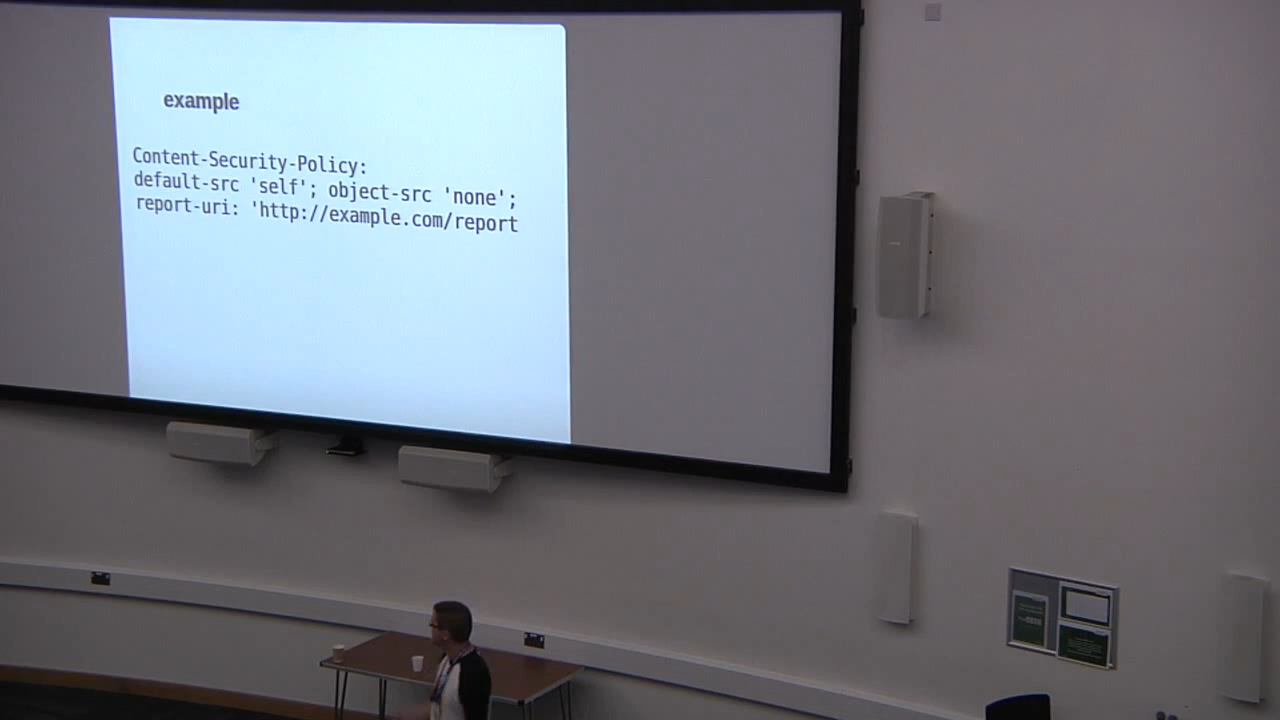 example
Content-Security-Policy:
default-src 'self'; object-src 'none';
report-uri: 'http://example.com/report